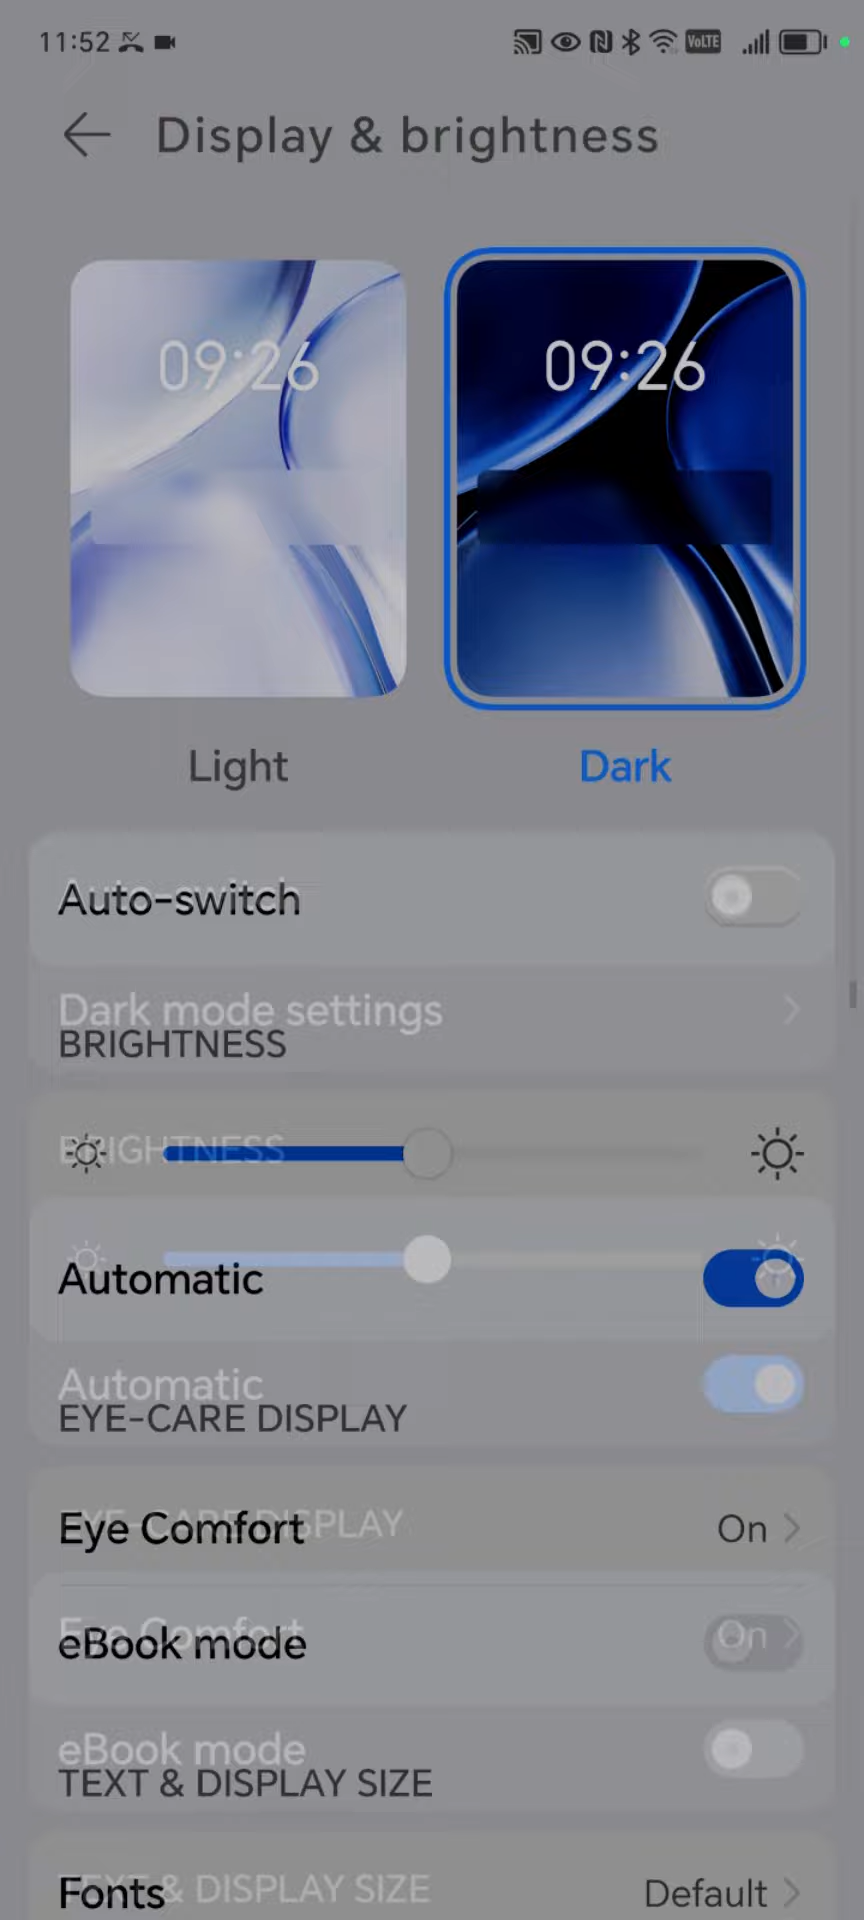 11:52 VoLTE
Display & brightness
09:26 09:26
Light Dark
Auto-switch
Dark mode settings
BRIGHTNESS
BRIGHTNESS
Automatic
Automatic
EYE-CARE DISPLAY
EYE-CARE DISPLAY
Eye Comfort On
Eye Comfort On
eBook mode
eBook mode
TEXT & DISPLAY SIZE
TEXT & DISPLAY SIZE
Fonts Default